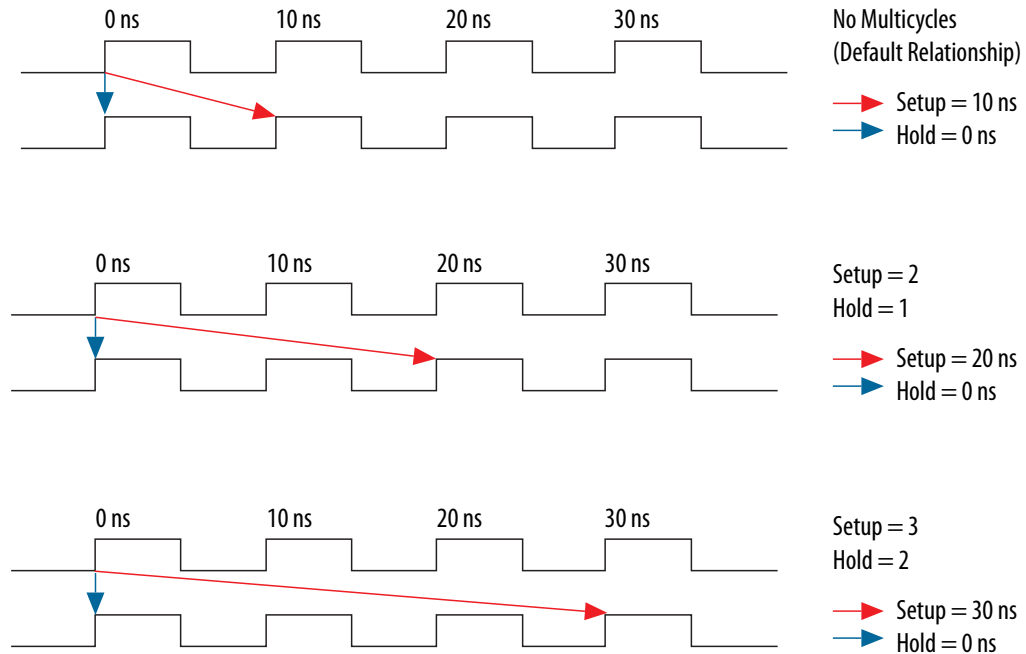 0 ns 10 ns 20 ns 30 ns
No Multicycles
(Default Relationship)
Setup = 10 ns
Hold = 0 ns
0 ns 10 ns 20 ns 30 ns
Setup = 2
Hold = 1
Setup = 20 ns
Hold = 0 ns
0 ns 10 ns 20 ns 30 ns
Setup = 3
Hold = 2
Setup = 30 ns
Hold = 0 ns